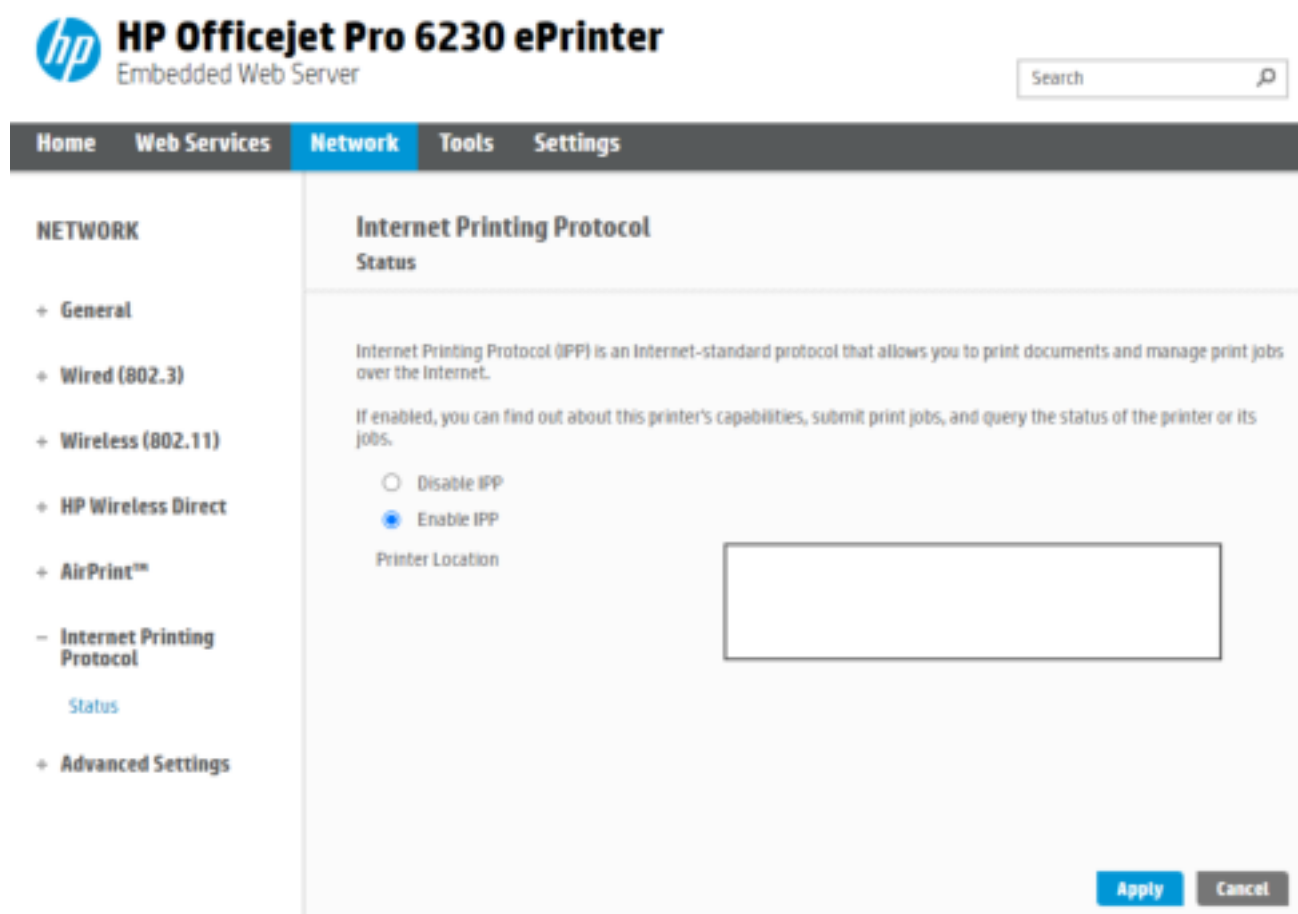 hp
HP Officejet Pro 6230 ePrinter
Embedded Web Server
Search
Home Web Services Network Tools Settings
NETWORK
+ General
+ Wired (802.3)
+ Wireless (802.11)
+ HP Wireless Direct
+ AirPrint™
– Internet Printing
Protocol
Status
+ Advanced Settings
Internet Printing Protocol
Status
Internet Printing Protocol (IPP) is an Internet-standard protocol that allows you to print documents and manage print jobs
over the Internet.
If enabled, you can find out about this printer's capabilities, submit print jobs, and query the status of the printer or its
jobs.
Disable IPP
Enable IPP
Printer Location
Apply Cancel